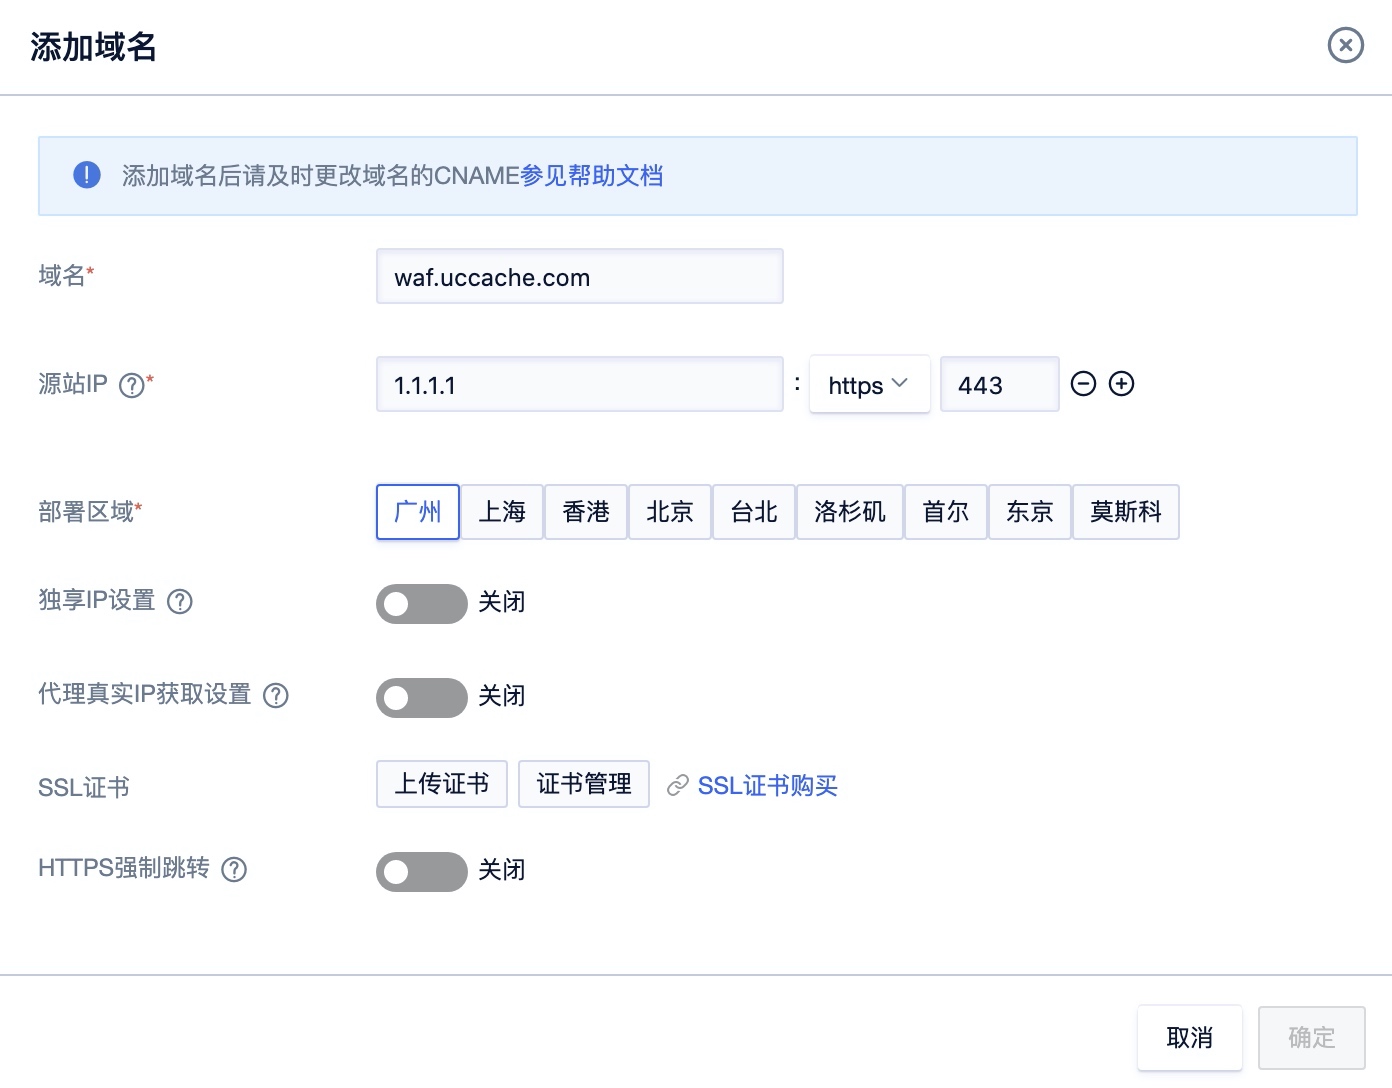 添加域名
添加域名后请及时更改域名的CNAME参见帮助文档
域名* waf.uccache.com
源站IP ?* 1.1.1.1 : https 443
部署区域* 广州 上海 香港 北京 台北 洛杉矶 首尔 东京 莫斯科
独享IP设置 ? 关闭
代理真实IP获取设置 ? 关闭
SSL证书 上传证书 证书管理 SSL证书购买
HTTPS强制跳转 ? 关闭
取消 确定